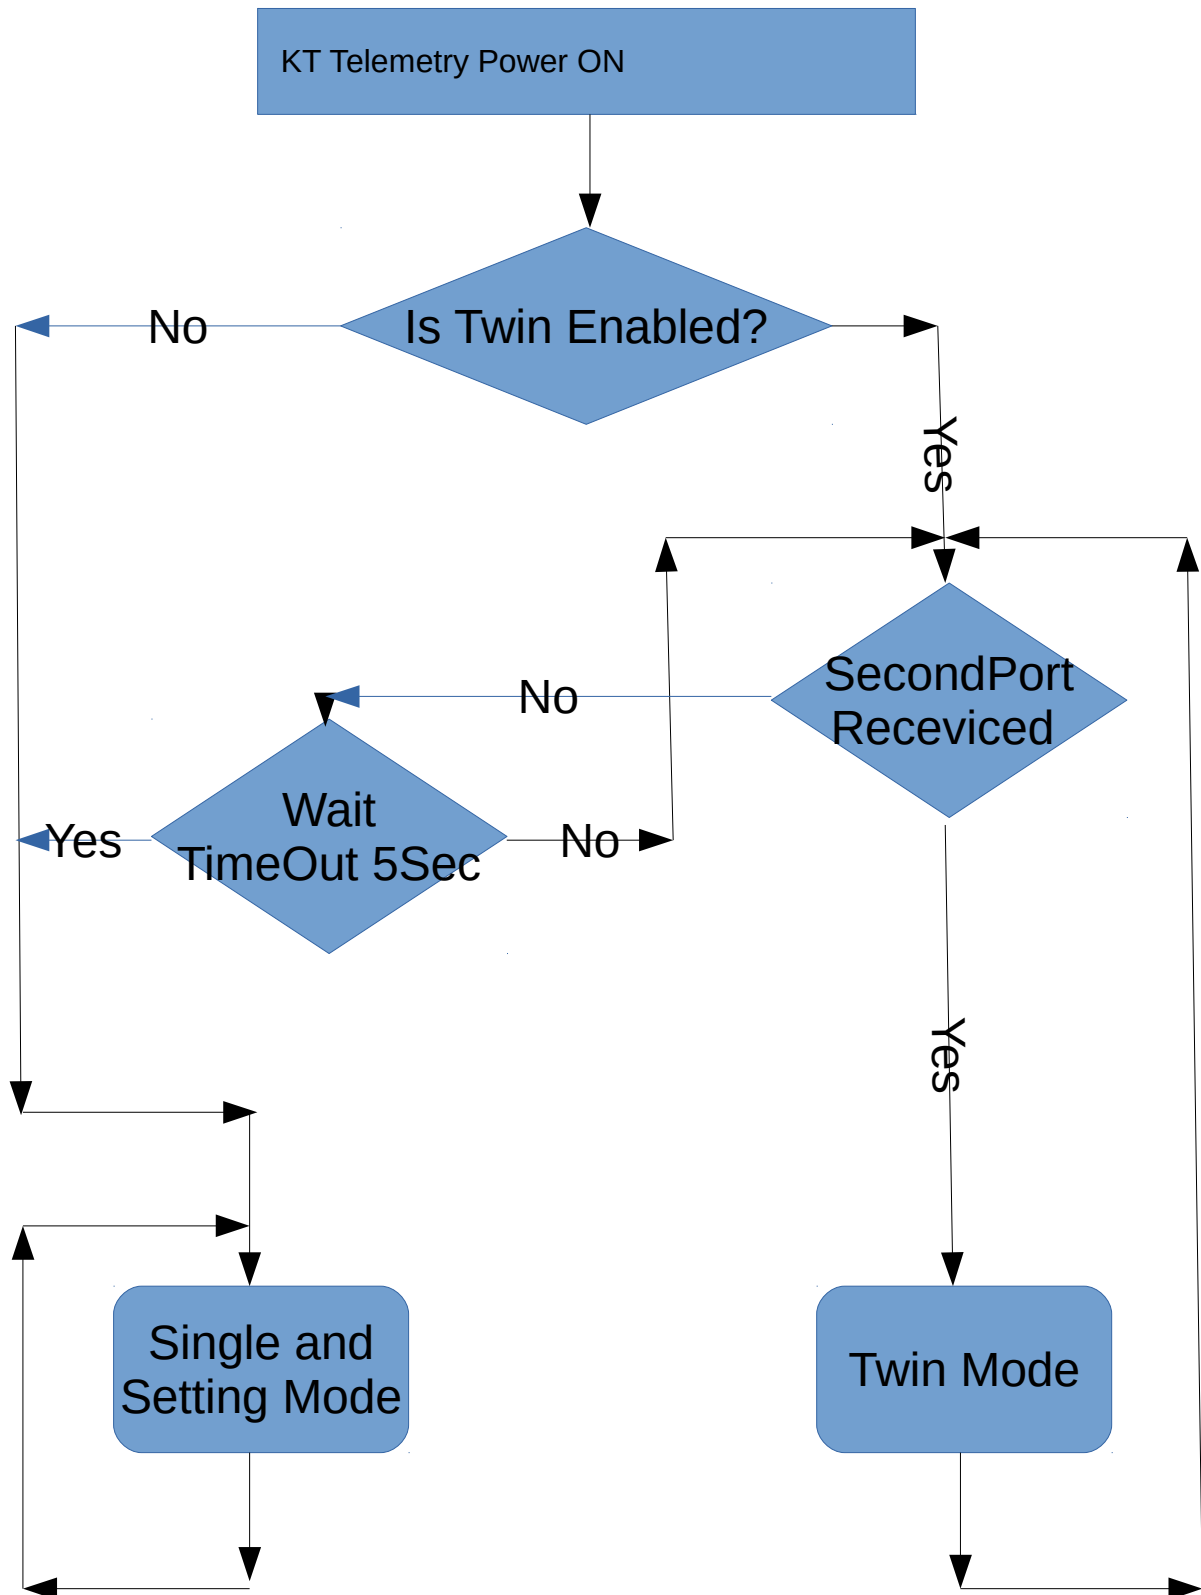 KT Telemetry Power ON
Is Twin Enabled?
No
Yes
SecondPort
Receviced
No
Wait
TimeOut 5Sec
Yes
No
Yes
Single and
Setting Mode
Twin Mode